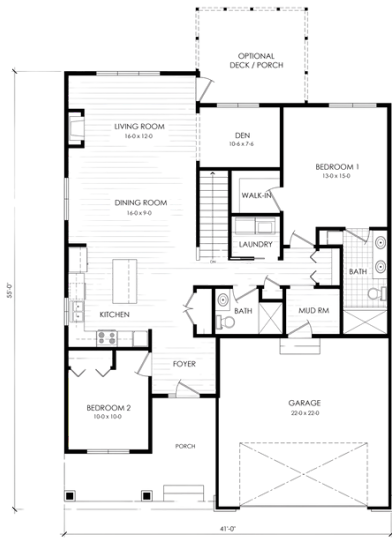 OPTIONAL
DECK / PORCH
LIVING ROOM
16-0 x 12-0
DEN
10-6 x 7-6
BEDROOM 1
13-0 x 15-0
WALK-IN
DINING ROOM
16-0 x 9-0
LAUNDRY
DN
BATH
55'-0"
KITCHEN
BATH
MUD RM
FOYER
BEDROOM 2
10-0 x 10-0
GARAGE
22-0 x 22-0
PORCH
41'-0"